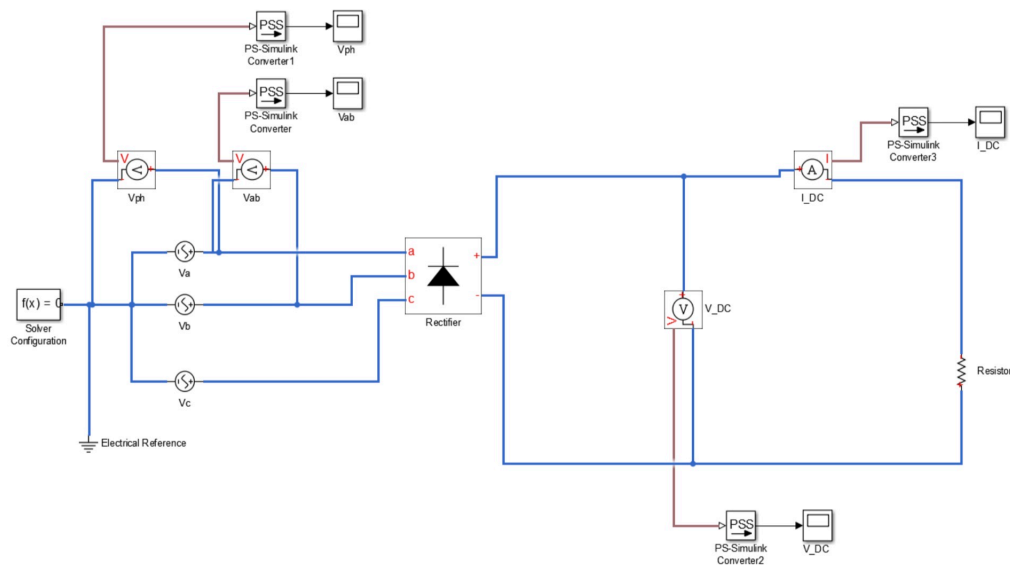 PSS
PS-Simulink
Converter1
Vph
PSS
PS-Simulink
Converter
Vab
V
+
Vph
V
+
Vab
PSS
PS-Simulink
Converter3
I_DC
+
A
I
-
I_DC
Va
Vb
Vc
f(x) = 0
Solver
Configuration
Electrical Reference
a
b
c
+
-
Rectifier
+
V
V
-
V_DC
Resistor
+
PSS
PS-Simulink
Converter2
V_DC